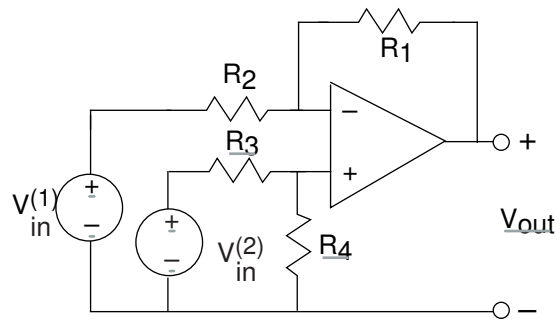 R1
R2
−
+
R3
+
V(1)in
+
−
+
−
V(2)in
R4
Vout
−